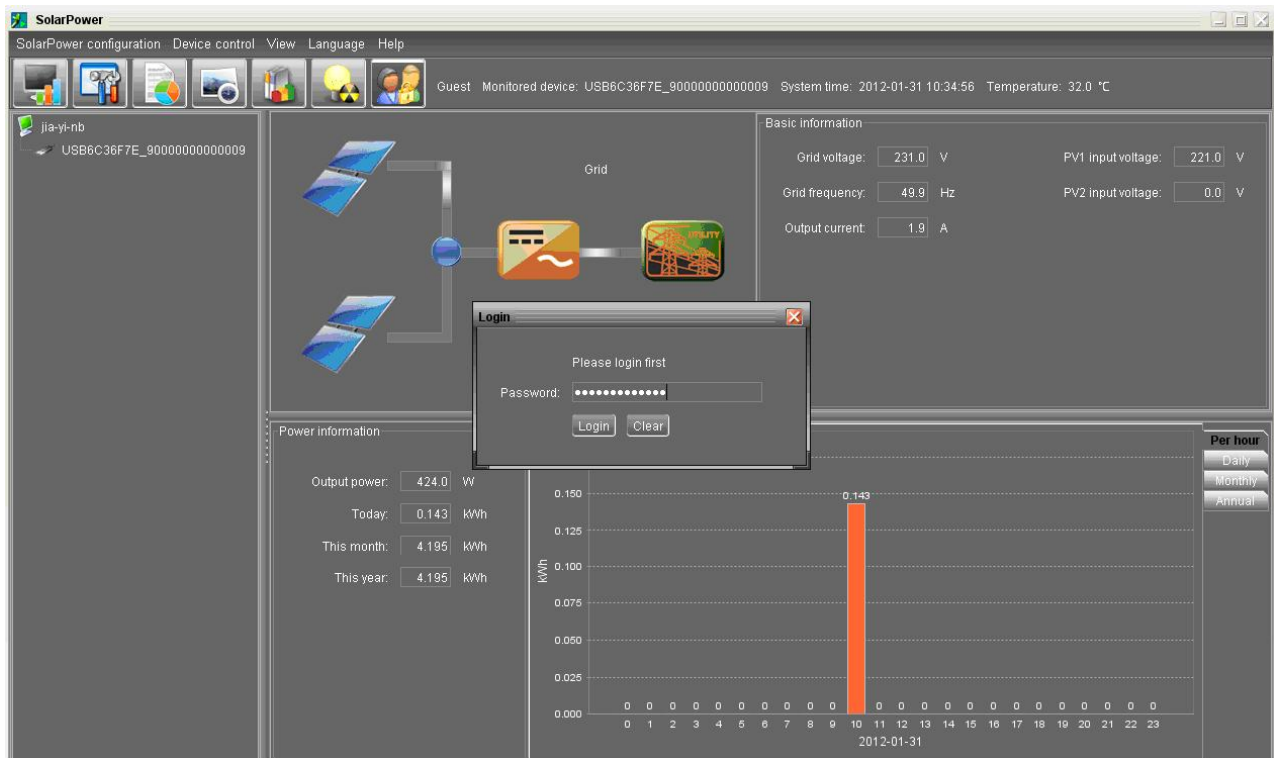 SolarPower
SolarPower configuration Device control View Language Help
Guest Monitored device: USB6C36F7E_90000000000009 System time: 2012-01-31 10:34:56 Temperature: 32.0 °C
jia-yi-nb
USB6C36F7E_90000000000009
Grid
UTILITY
Basic information
Grid voltage: 231.0 V PV1 input voltage: 221.0 V
Grid frequency: 49.9 Hz PV2 input voltage: 0.0 V
Output current: 1.9 A
Login
Please login first
Password: •••••••••••••
Login Clear
Power information
Output power: 424.0 W
Today: 0.143 kWh
This month: 4.195 kWh
This year: 4.195 kWh
Per hour
Daily
Monthly
Annual
kWh
0.150
0.143
0.125
0.100
0.075
0.050
0.025
0.000
0 0 0 0 0 0 0 0 0 0 0 0 0 0 0 0 0 0 0 0 0 0 0
0 1 2 3 4 5 6 7 8 9 10 11 12 13 14 15 16 17 18 19 20 21 22 23
2012-01-31